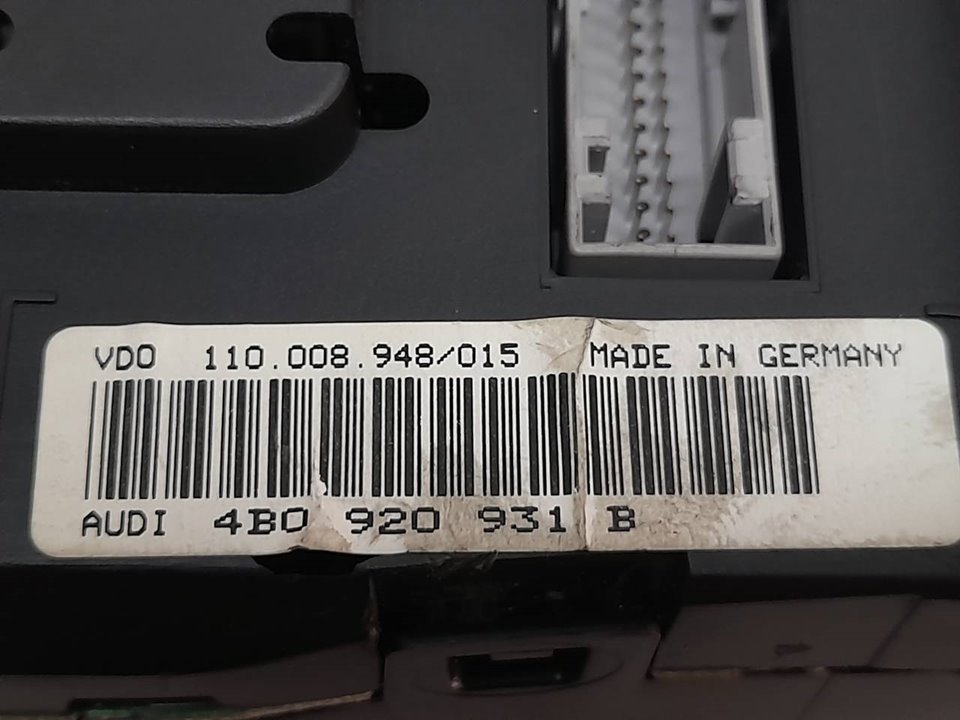 VDO 110.008.948/015 MADE IN GERMANY
AUDI 4B0 920 931 B